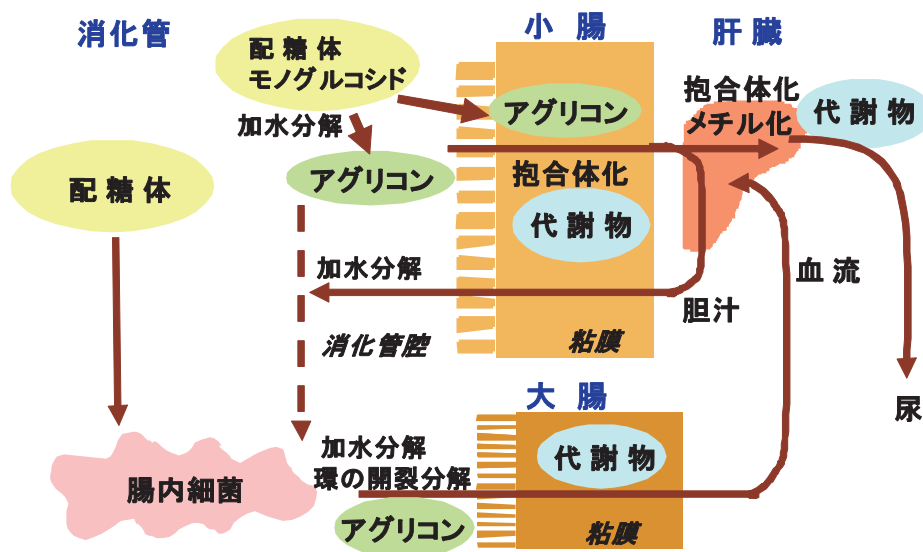 消化管
小腸
肝臓
配糖体
モノグルコシド
加水分解
アグリコン
アグリコン
抱合体化
メチル化
代謝物
配糖体
抱合体化
代謝物
加水分解
血流
胆汁
消化管腔
粘膜
大腸
尿
加水分解
環の開裂分解
代謝物
腸内細菌
アグリコン
粘膜